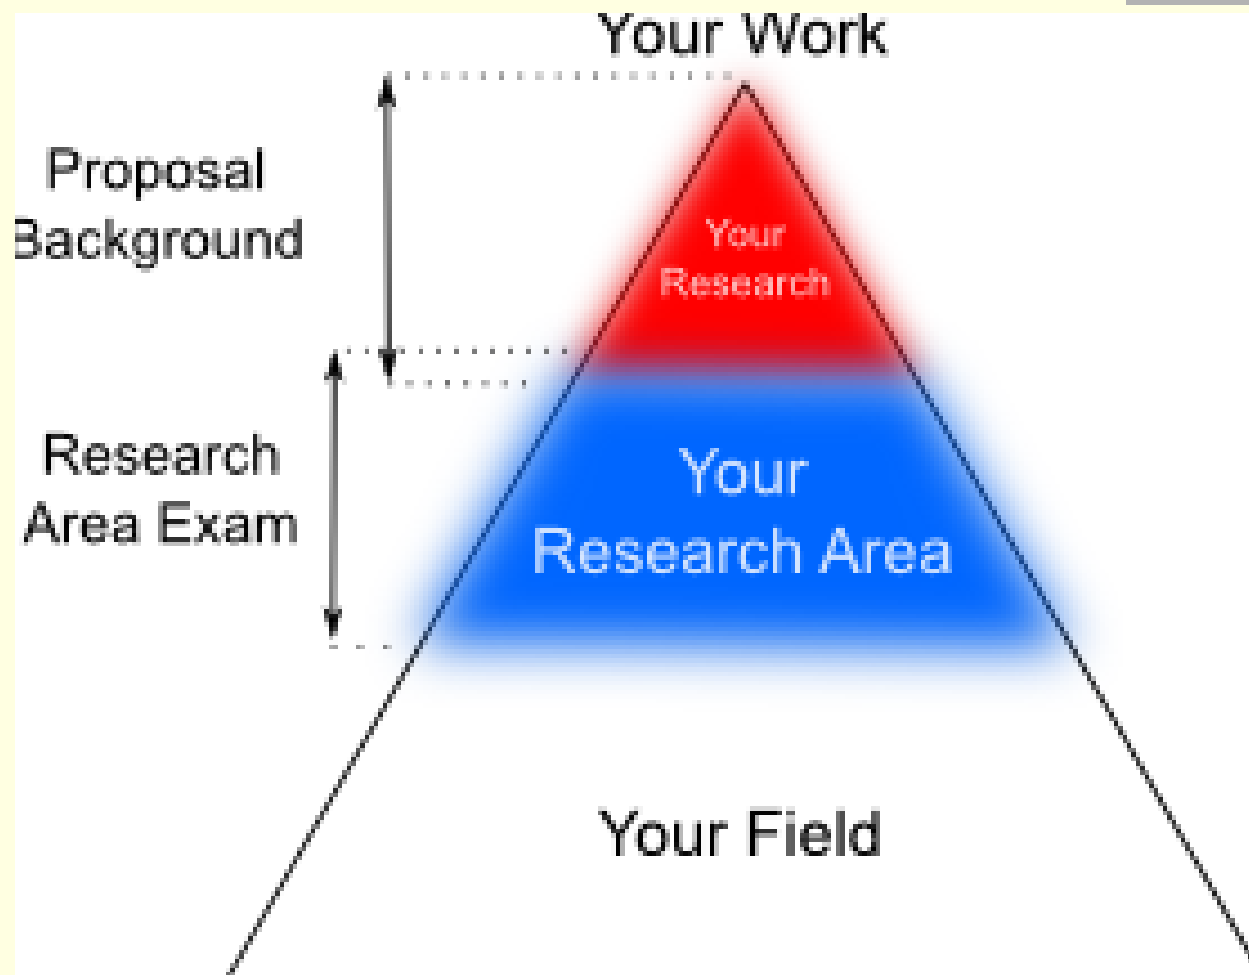 Your Work
Proposal
Background
Your
Research
Research
Area Exam
Your
Research Area
Your Field